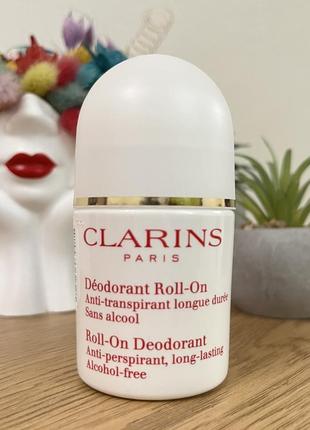 CLARINS
PARIS
Déodorant Roll-On
Anti-transpirant longue durée
Sans alcool
Roll-On Deodorant
Anti-perspirant, long-lasting
Alcohol-free